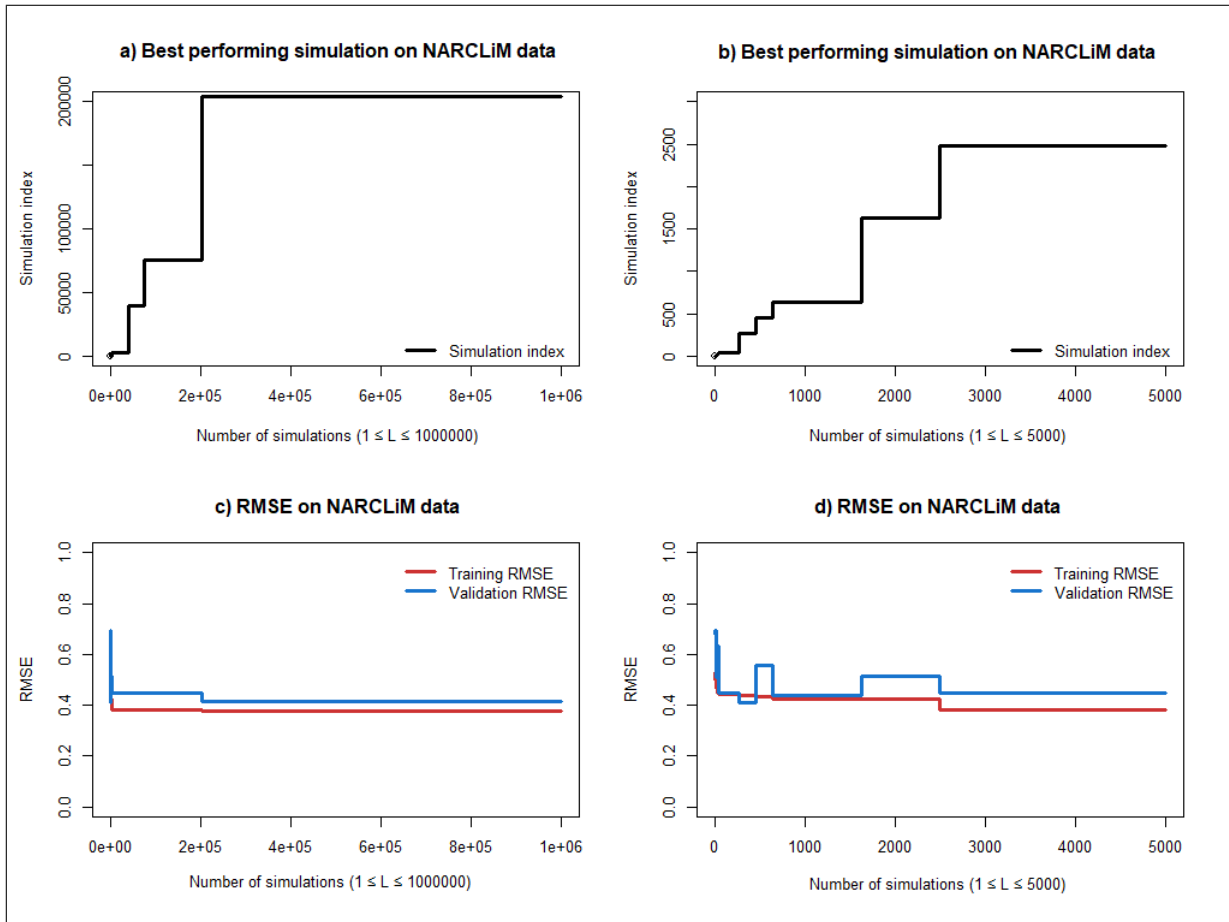 a) Best performing simulation on NARCLiM data
Simulation index
200000
100000
50000
0
Simulation index
0e+00 2e+05 4e+05 6e+05 8e+05 1e+06
Number of simulations (1 ≤ L ≤ 1000000)
b) Best performing simulation on NARCLiM data
Simulation index
2500
1500
500
0
Simulation index
0 1000 2000 3000 4000 5000
Number of simulations (1 ≤ L ≤ 5000)
c) RMSE on NARCLiM data
RMSE
1.0
0.8
0.6
0.4
0.2
0.0
Training RMSE
Validation RMSE
0e+00 2e+05 4e+05 6e+05 8e+05 1e+06
Number of simulations (1 ≤ L ≤ 1000000)
d) RMSE on NARCLiM data
RMSE
1.0
0.8
0.6
0.4
0.2
0.0
Training RMSE
Validation RMSE
0 1000 2000 3000 4000 5000
Number of simulations (1 ≤ L ≤ 5000)